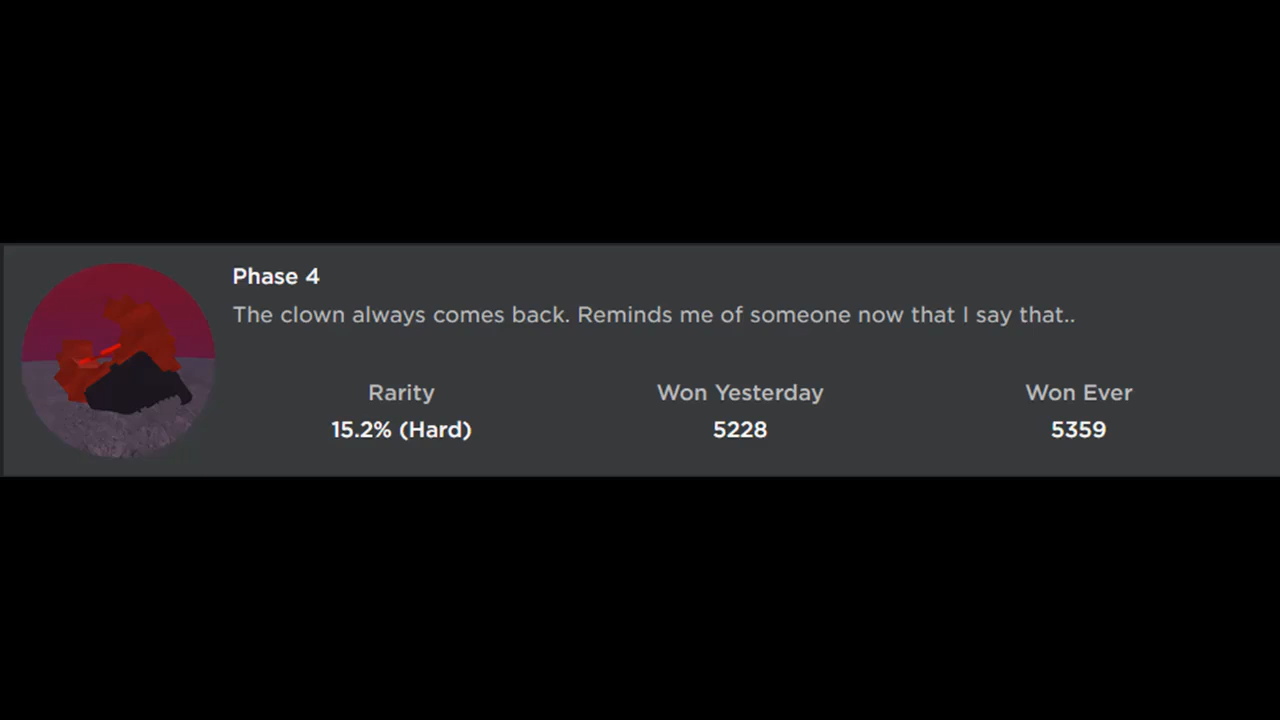 Phase 4
The clown always comes back. Reminds me of someone now that I say that..
Rarity Won Yesterday Won Ever
15.2% (Hard) 5228 5359